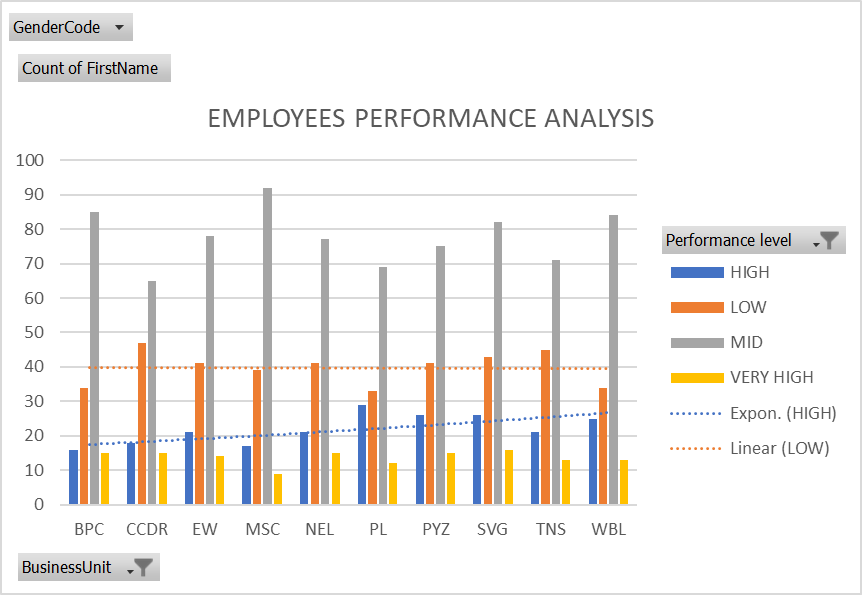 GenderCode
Count of FirstName
EMPLOYEES PERFORMANCE ANALYSIS
100
90
80
70
60
50
40
30
20
10
0
BPC CCDR EW MSC NEL PL PYZ SVG TNS WBL
Performance level
HIGH
LOW
MID
VERY HIGH
Expon. (HIGH)
Linear (LOW)
BusinessUnit